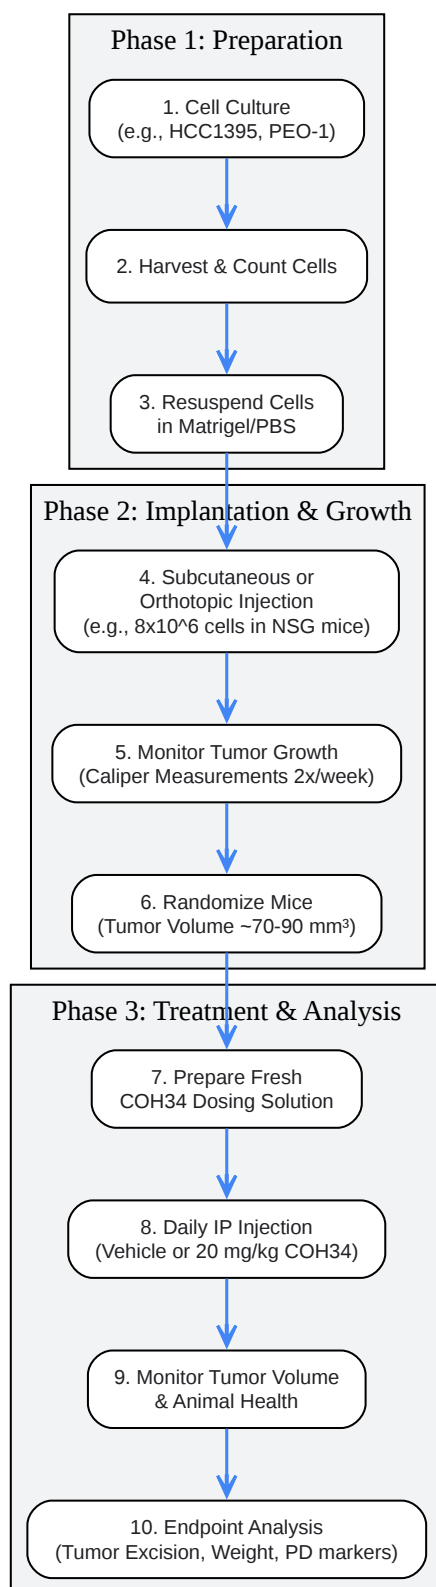 Phase 1: Preparation
1. Cell Culture
(e.g., HCC1395, PEO-1)
2. Harvest & Count Cells
3. Resuspend Cells
in Matrigel/PBS
Phase 2: Implantation & Growth
4. Subcutaneous or
Orthotopic Injection
(e.g., 8x10^6 cells in NSG mice)
5. Monitor Tumor Growth
(Caliper Measurements 2x/week)
6. Randomize Mice
(Tumor Volume ~70-90 mm³)
Phase 3: Treatment & Analysis
7. Prepare Fresh
COH34 Dosing Solution
8. Daily IP Injection
(Vehicle or 20 mg/kg COH34)
9. Monitor Tumor Volume
& Animal Health
10. Endpoint Analysis
(Tumor Excision, Weight, PD markers)